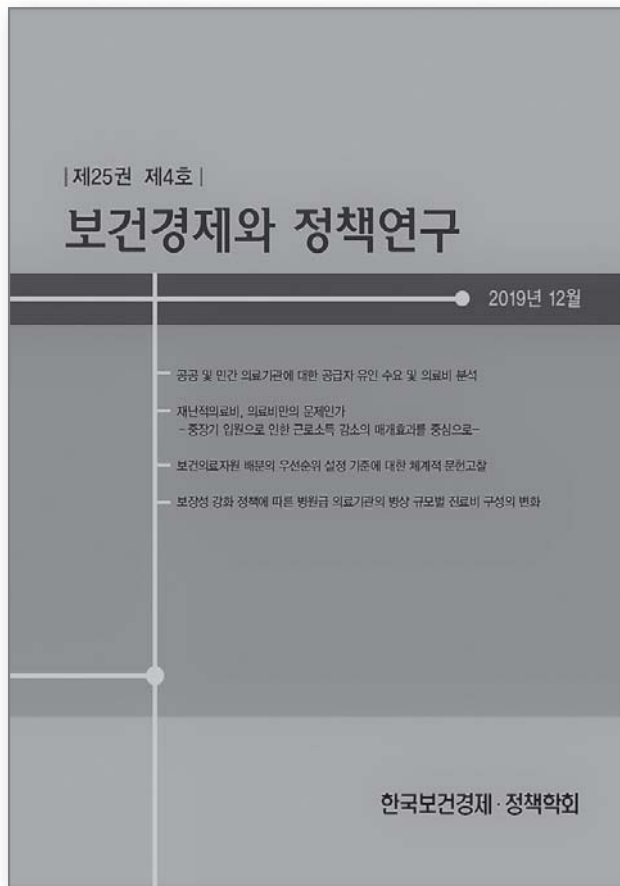 |제25권 제4호|
보건경제와 정책연구
2019년 12월
공공 및 민간 의료기관에 대한 공급자 유인 수요 및 의료비 분석
재난적의료비, 의료비만의 문제인가
-중장기 입원으로 인한 근로소득 감소의 매개효과를 중심으로-
보건의료자원 배분의 우선순위 설정 기준에 대한 체계적 문헌고찰
보장성 강화 정책에 따른 병원급 의료기관의 병상 규모별 진료비 구성의 변화
한국보건경제·정책학회